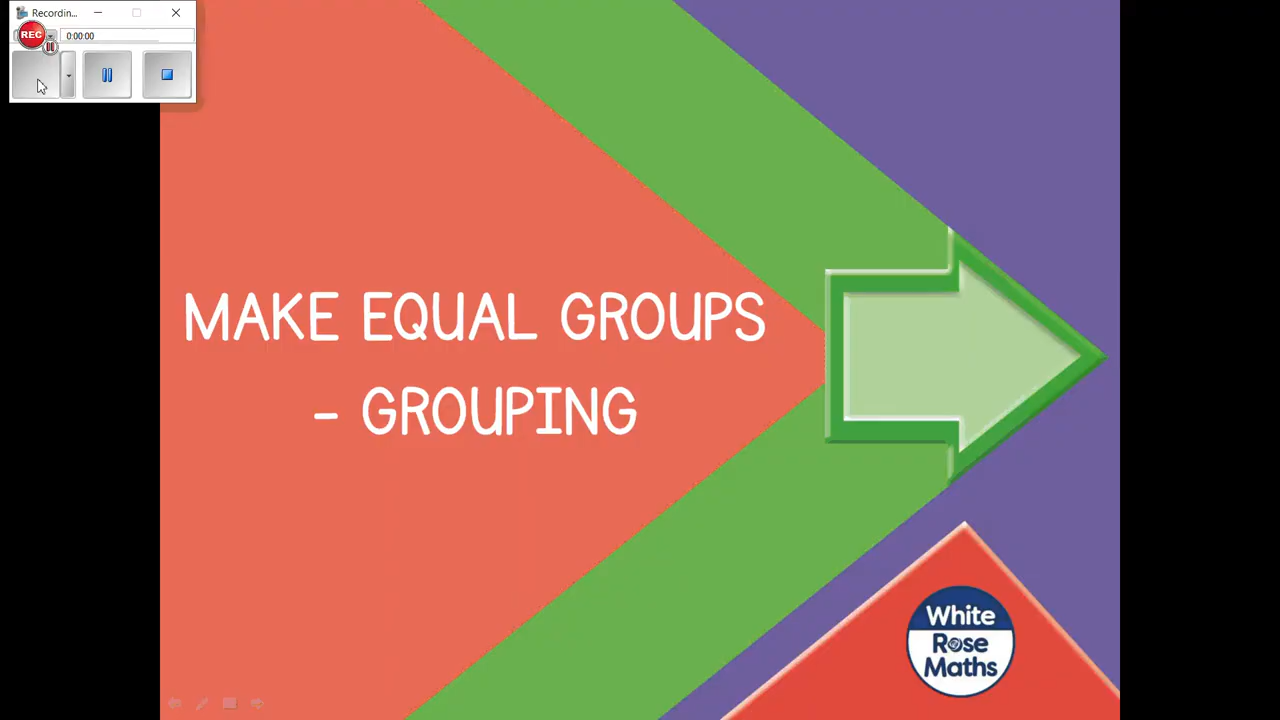 Recordin...
REC
0:00:00
MAKE EQUAL GROUPS
- GROUPING
White
Rose
Maths